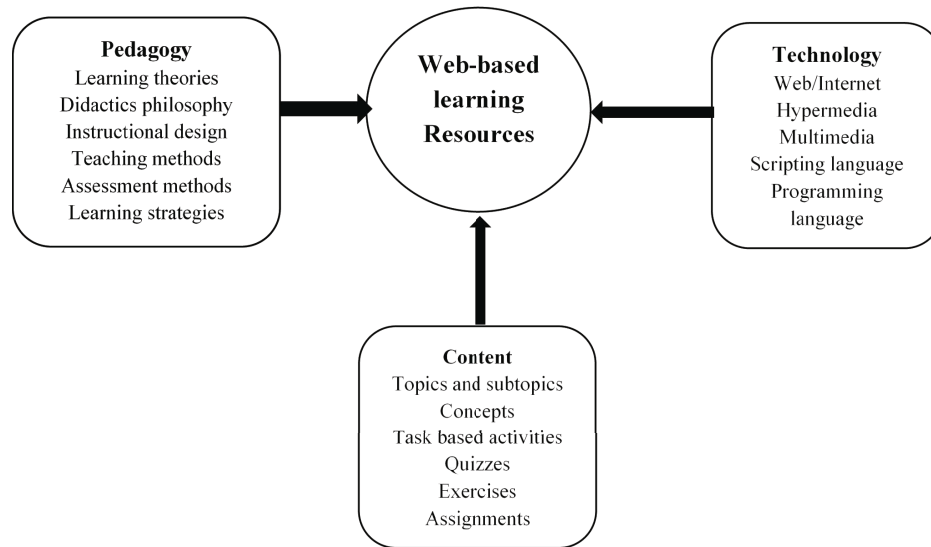 Pedagogy
Learning theories
Didactics philosophy
Instructional design
Teaching methods
Assessment methods
Learning strategies
Web-based
learning
Resources
Technology
Web/Internet
Hypermedia
Multimedia
Scripting language
Programming
language
Content
Topics and subtopics
Concepts
Task based activities
Quizzes
Exercises
Assignments